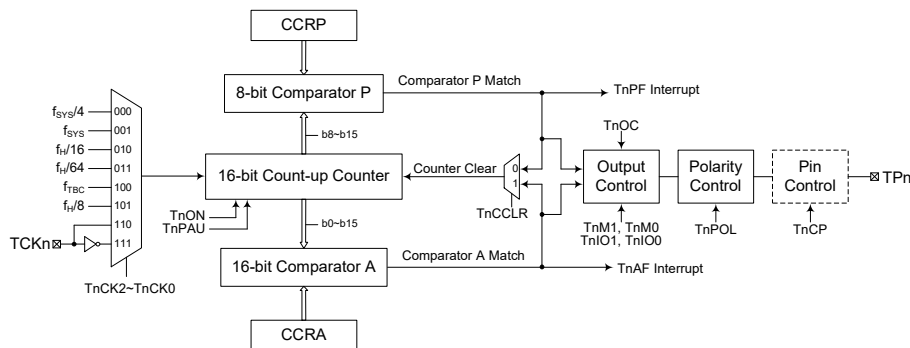 CCRP
8-bit Comparator P
Comparator P Match
TnPF Interrupt
b8~b15
fSYS/4
fSYS
fH/16
fH/64
fTBC
fH/8
000
001
010
011
100
101
110
111
TCKn
TnCK2~TnCK0
16-bit Count-up Counter
TnON
TnPAU
Counter Clear
0
1
TnCCLR
TnOC
Output
Control
TnM1, TnM0
TnIO1, TnIO0
Polarity
Control
TnPOL
Pin
Control
TnCP
TPn
b0~b15
16-bit Comparator A
Comparator A Match
TnAF Interrupt
CCRA